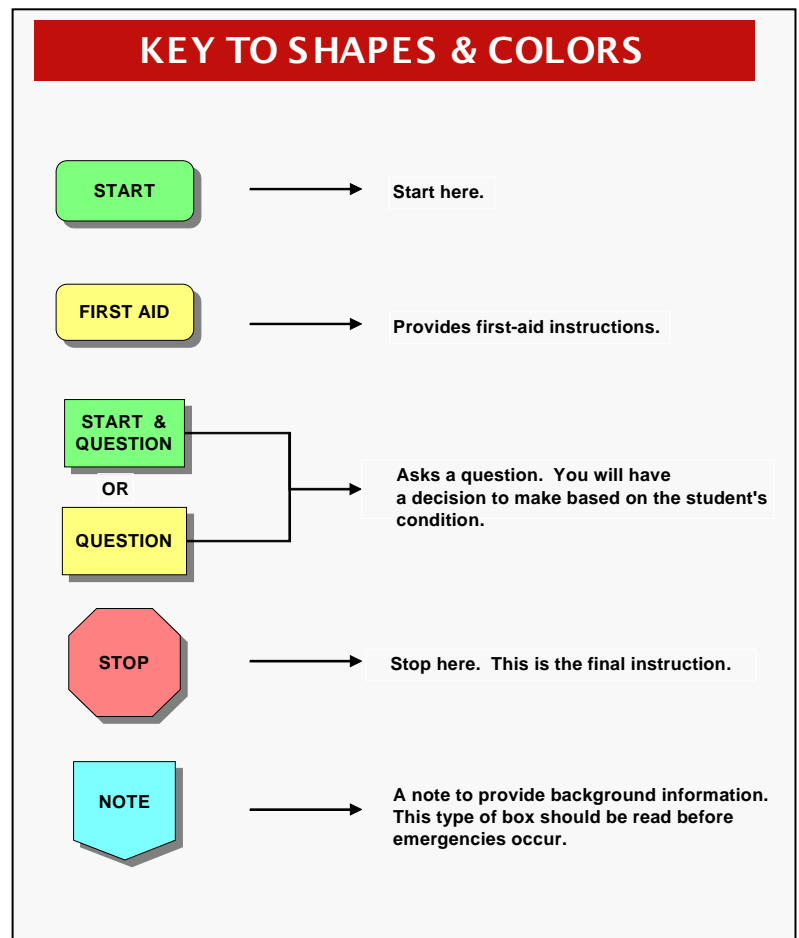 KEY TO SHAPES & COLORS
START
Start here.
FIRST AID
Provides first-aid instructions.
START &
QUESTION
OR
QUESTION
Asks a question. You will have
a decision to make based on the student's
condition.
STOP
Stop here. This is the final instruction.
NOTE
A note to provide background information.
This type of box should be read before
emergencies occur.